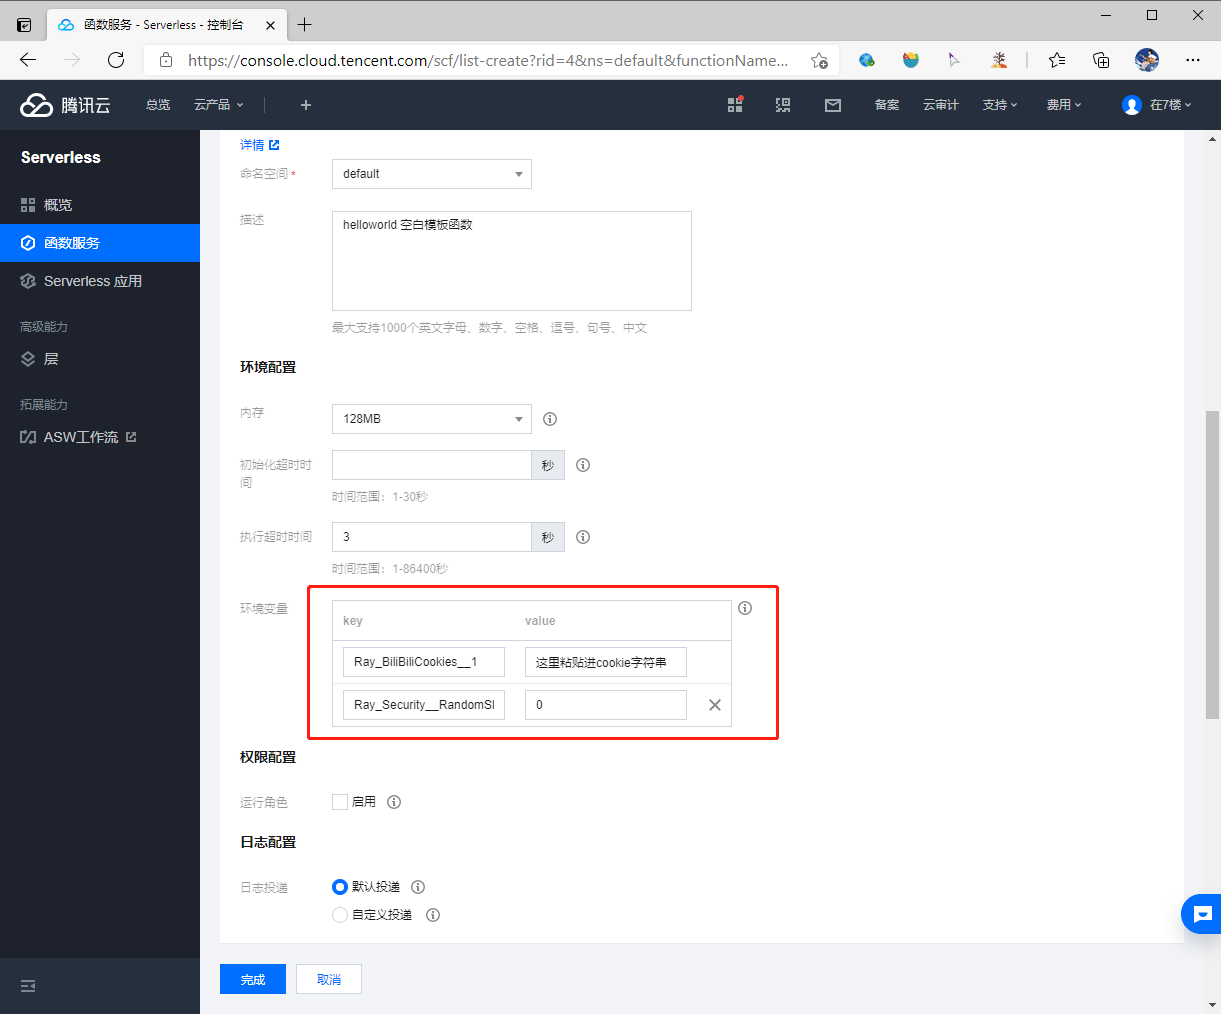 函数服务 - Serverless - 控制台
https://console.cloud.tencent.com/scf/list-create?rid=4&ns=default&functionName...
腾讯云
总览
云产品
备案
云审计
支持
费用
在7楼
Serverless
概览
函数服务
Serverless 应用
高级能力
层
拓展能力
ASW工作流
详情
命名空间 *
default
描述
helloworld 空白模板函数
最大支持1000个英文字母、数字、空格、逗号、句号、中文
环境配置
内存
128MB
初始化超时时
间
秒
时间范围：1-30秒
执行超时时间
3
秒
时间范围：1-86400秒
环境变量
key
value
Ray_BiliBiliCookies__1
这里粘贴进cookie字符串
Ray_Security__RandomSl
0
权限配置
运行角色
启用
日志配置
日志投递
默认投递
自定义投递
完成
取消